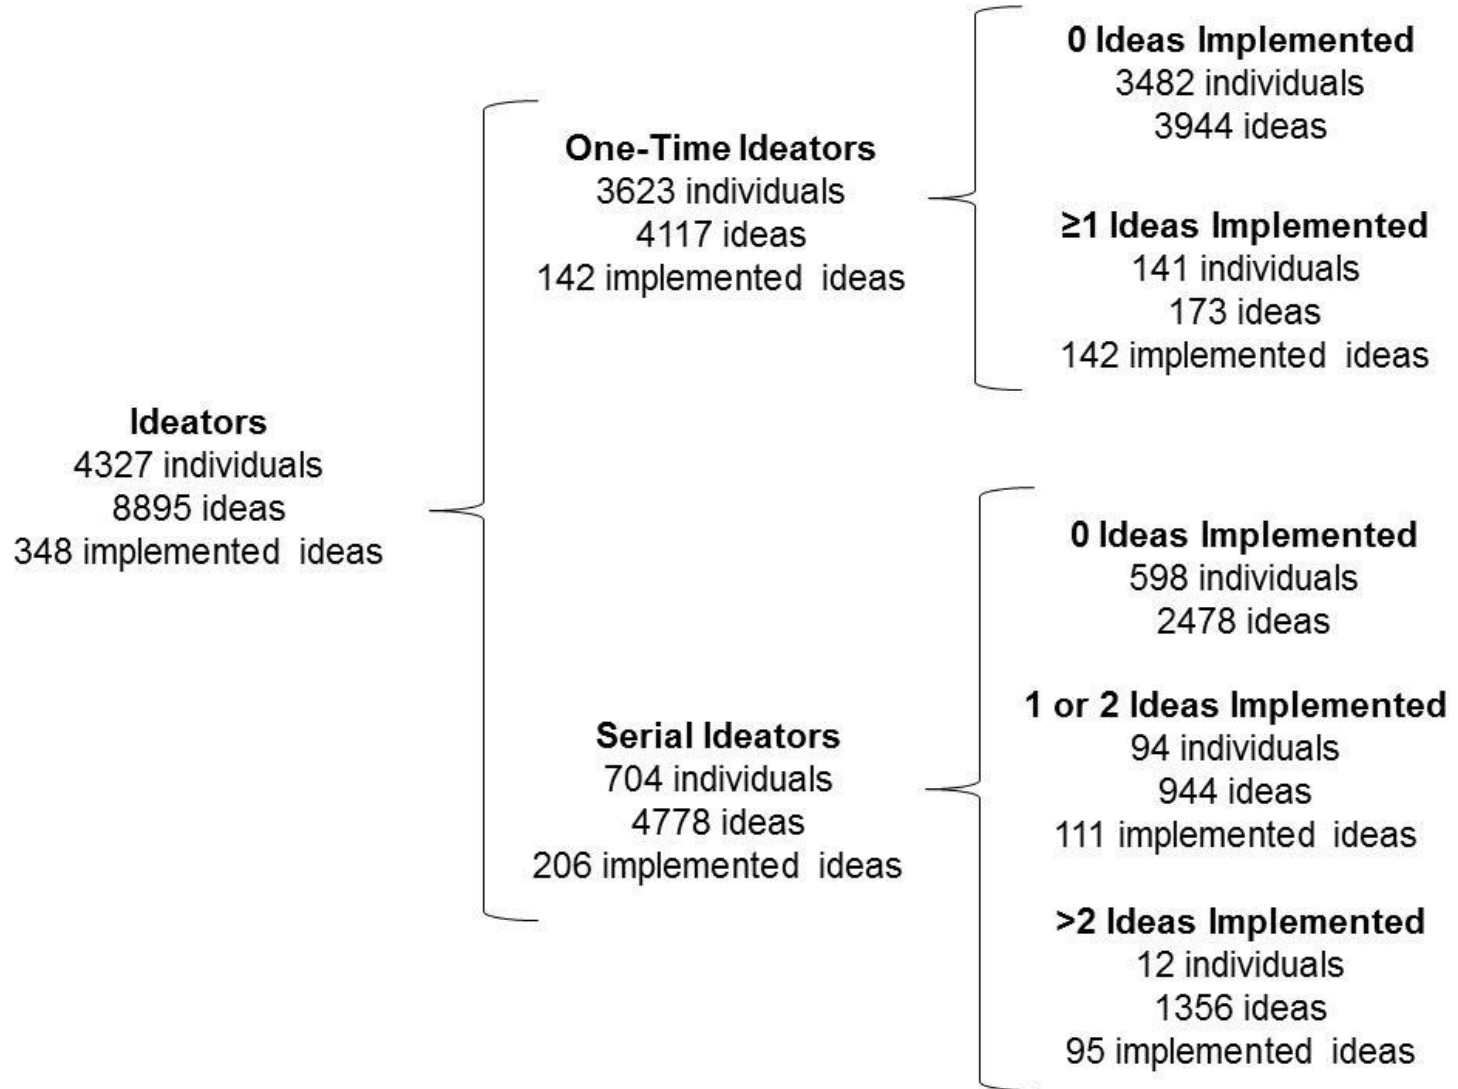 Ideators
4327 individuals
8895 ideas
348 implemented ideas
One-Time Ideators
3623 individuals
4117 ideas
142 implemented ideas
0 Ideas Implemented
3482 individuals
3944 ideas
≥1 Ideas Implemented
141 individuals
173 ideas
142 implemented ideas
Serial Ideators
704 individuals
4778 ideas
206 implemented ideas
0 Ideas Implemented
598 individuals
2478 ideas
1 or 2 Ideas Implemented
94 individuals
944 ideas
111 implemented ideas
>2 Ideas Implemented
12 individuals
1356 ideas
95 implemented ideas